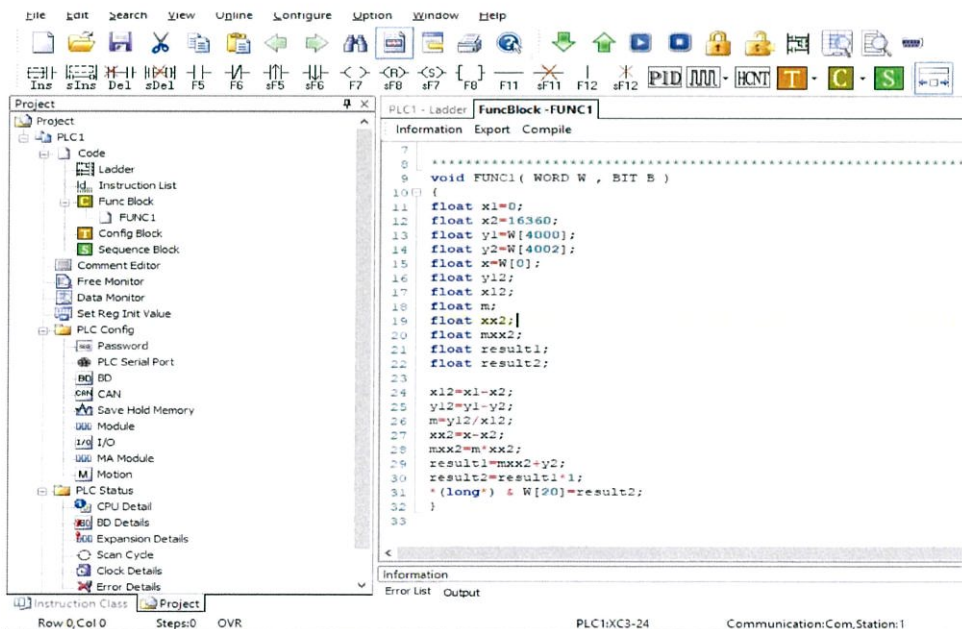 File Edit Search View Online Configure Option Window Help
Ins sIns Del sDel F5 F6 sF5 sF6 F7 sF8 sF7 F8 F11 sF11 F12 sF12 PID HCNT T C S
Project
PLC1 - Ladder FuncBlock -FUNC1
Information Export Compile
Project
PLC1
Code
Ladder
Instruction List
Func Block
FUNC1
Config Block
Sequence Block
Comment Editor
Free Monitor
Data Monitor
Set Reg Init Value
PLC Config
Password
PLC Serial Port
BD
CAN
Save Hold Memory
Module
I/O
MA Module
Motion
PLC Status
CPU Detail
BD Details
Expansion Details
Scan Cycle
Clock Details
Error Details
Instruction Class Project
7
8 ****************************************************************
9 void FUNC1( WORD W , BIT B )
10 {
11 float x1=0;
12 float x2=16360;
13 float y1=W[4000];
14 float y2=W[4002];
15 float x=W[0];
16 float y12;
17 float x12;
18 float m;
19 float xx2;
20 float mxx2;
21 float result1;
22 float result2;
23
24 x12=x1-x2;
25 y12=y1-y2;
26 m=y12/x12;
27 xx2=x-x2;
28 mxx2=m*xx2;
29 result1=mxx2+y2;
30 result2=result1*1;
31 *(long*) & W[20]=result2;
32 }
33
Information
Error List Output
Row 0,Col 0 Steps:0 OVR PLC1:XC3-24 Communication:Com,Station:1